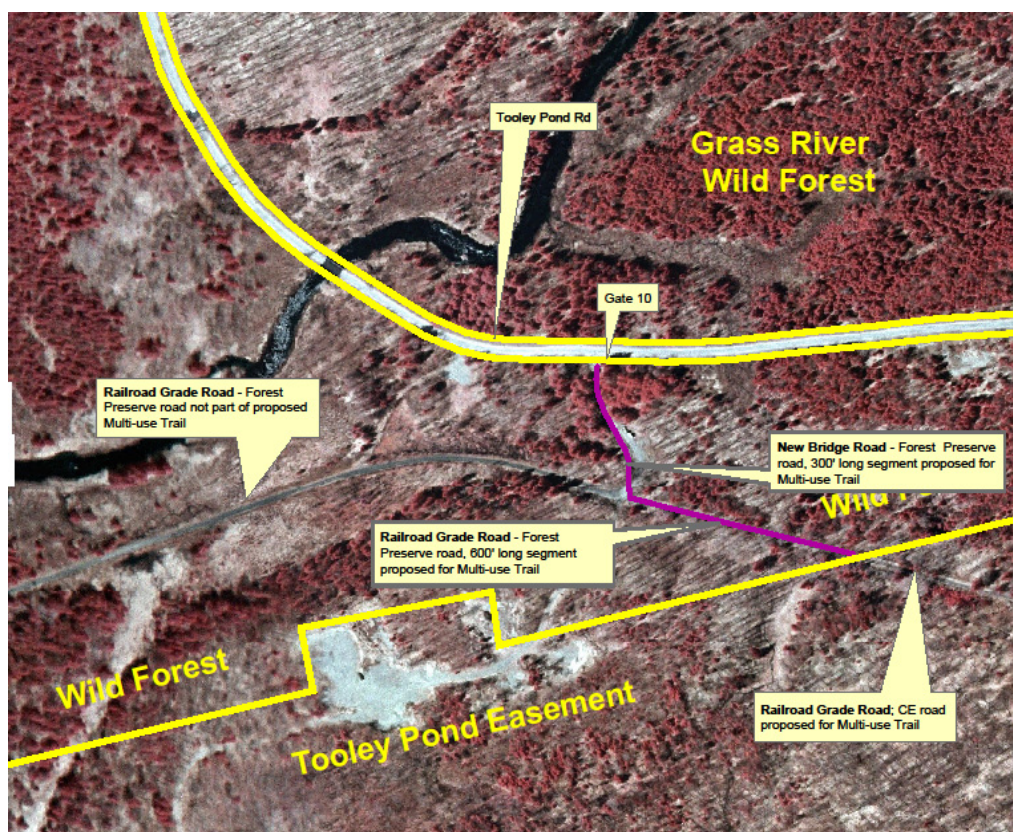 Tooley Pond Rd
Grass River
Wild Forest
Gate 10
Railroad Grade Road - Forest
Preserve road not part of proposed
Multi-use Trail
New Bridge Road - Forest Preserve
road, 300' long segment proposed for
Multi-use Trail
Wild
Railroad Grade Road - Forest
Preserve road, 600' long segment
proposed for Multi-use Trail
Wild Forest
Tooley Pond Easement
Railroad Grade Road; CE road
proposed for Multi-use Trail